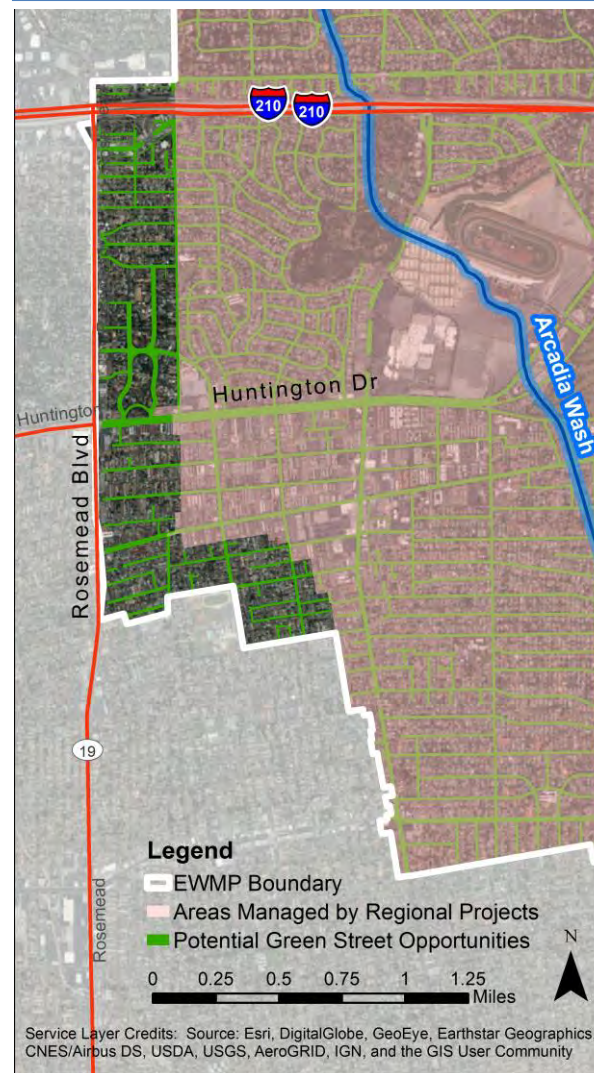 210 210
Arcadia Wash
Huntington Dr
Huntington
Rosemead Blvd
19
Rosemead
Legend
EWMP Boundary
Areas Managed by Regional Projects
Potential Green Street Opportunities
N
0 0.25 0.5 0.75 1 1.25
Miles
Service Layer Credits: Source: Esri, DigitalGlobe, GeoEye, Earthstar Geographics
CNES/Airbus DS, USDA, USGS, AeroGRID, IGN, and the GIS User Community